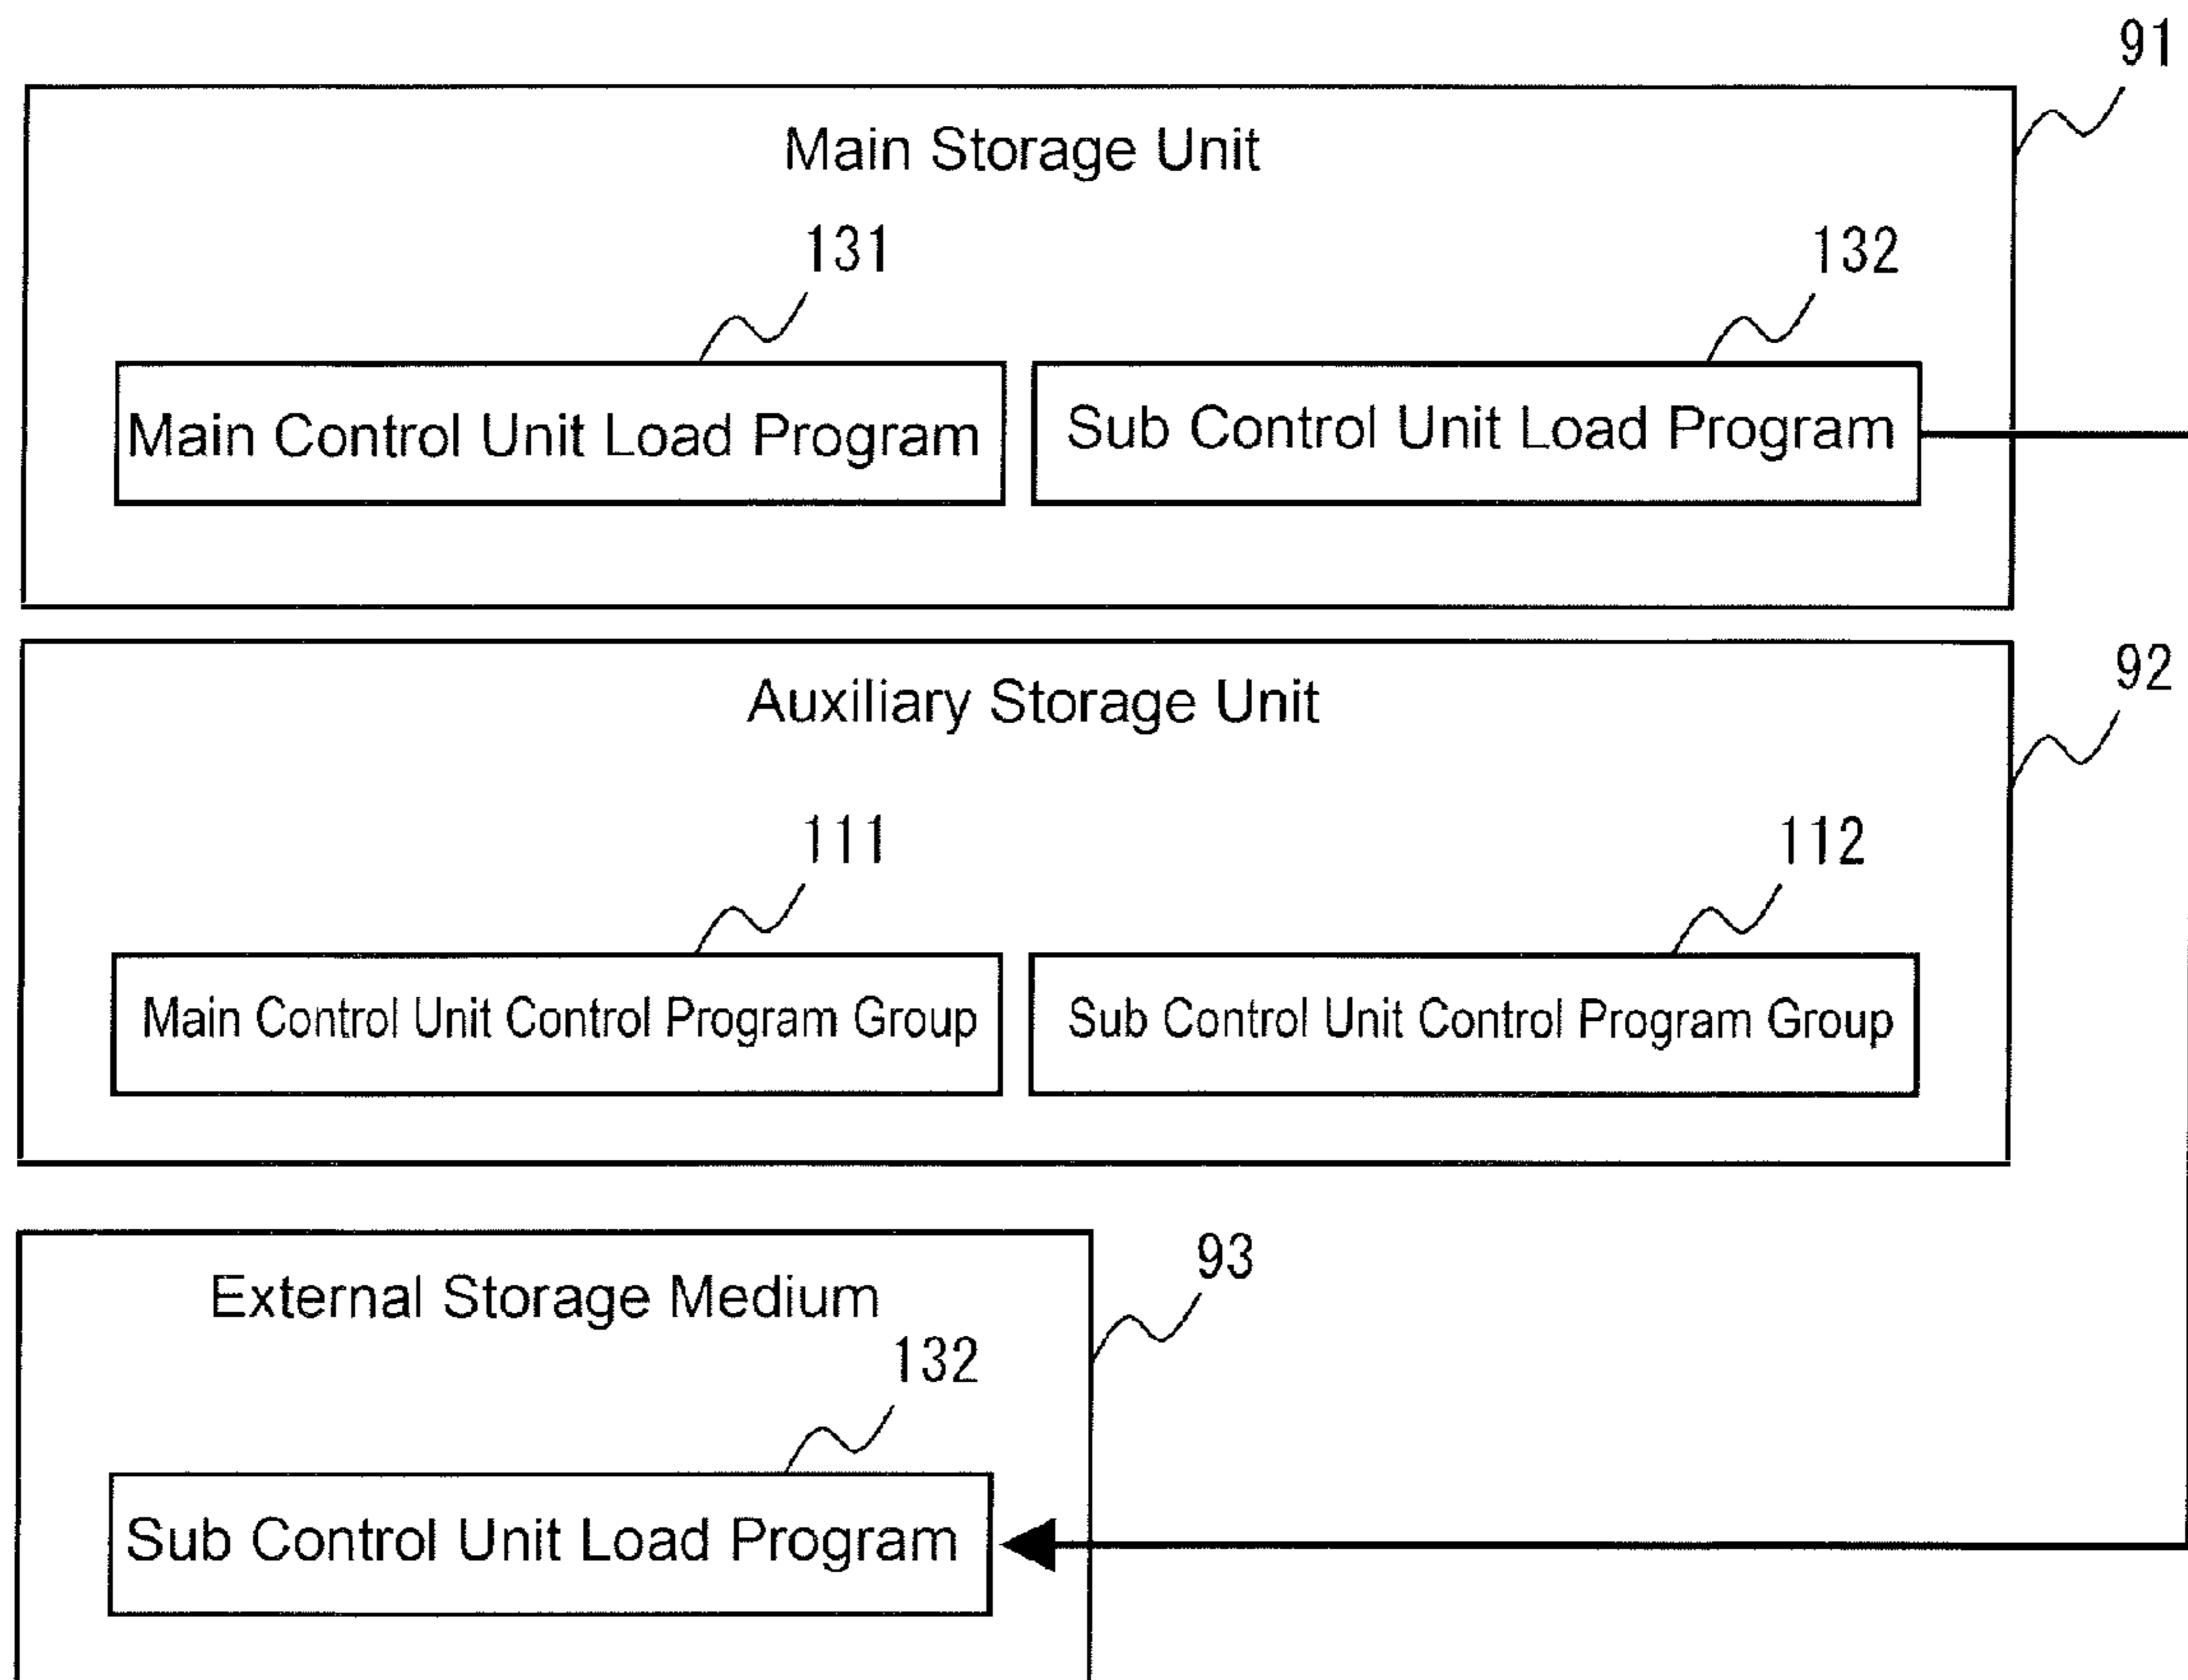 91
Main Storage Unit
131
132
Main Control Unit Load Program
Sub Control Unit Load Program
92
Auxiliary Storage Unit
111
112
Main Control Unit Control Program Group
Sub Control Unit Control Program Group
93
External Storage Medium
132
Sub Control Unit Load Program